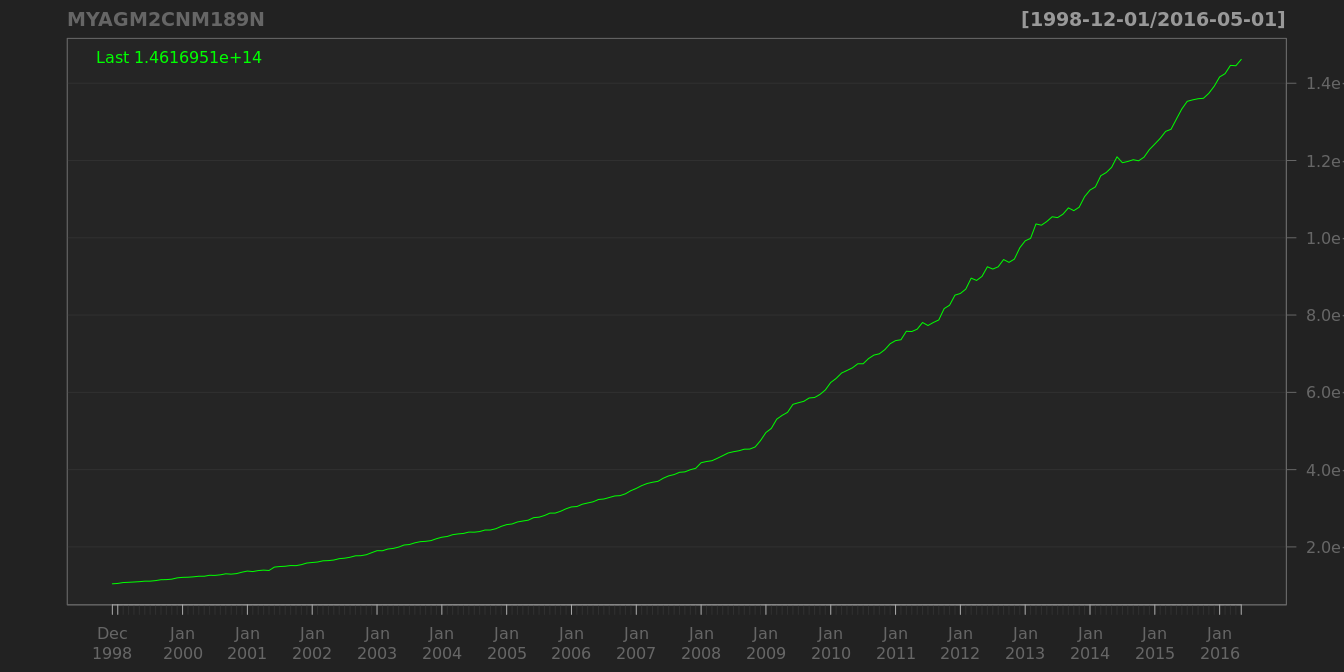 MYAGM2CNM189N [1998-12-01/2016-05-01]
Last 1.4616951e+14
1.4e
1.2e
1.0e
8.0e
6.0e
4.0e
2.0e
Dec Jan Jan Jan Jan Jan Jan Jan Jan Jan Jan Jan Jan Jan Jan Jan Jan Jan
1998 2000 2001 2002 2003 2004 2005 2006 2007 2008 2009 2010 2011 2012 2013 2014 2015 2016